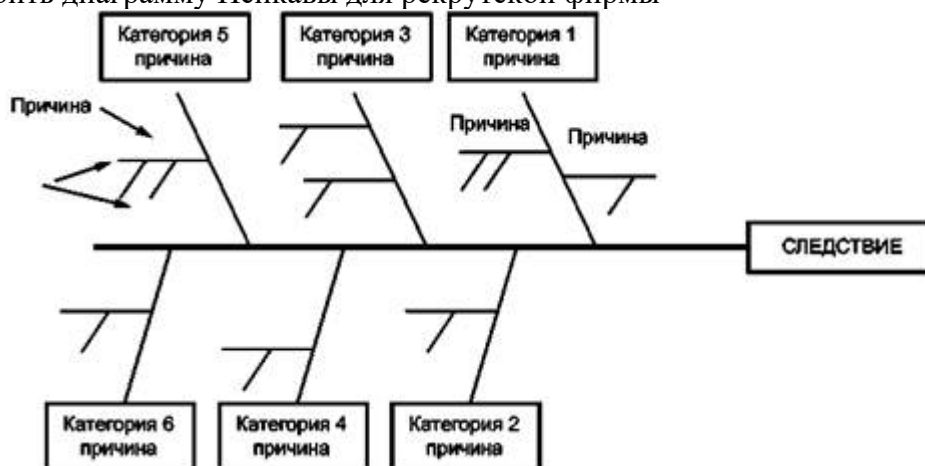 Категория 5
причина
Категория 3
причина
Категория 1
причина
Причина
Причина
Причина
СЛЕДСТВИЕ
Категория 6
причина
Категория 4
причина
Категория 2
причина